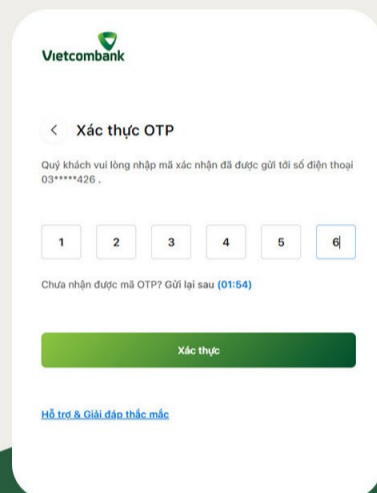 Vietcombank
Xác thực OTP
Quý khách vui lòng nhập mã xác nhận đã được gửi tới số điện thoại
03*****426 .
1 2 3 4 5 6
Chưa nhận được mã OTP? Gửi lại sau (01:54)
Xác thực
Hỗ trợ & Giải đáp thắc mắc